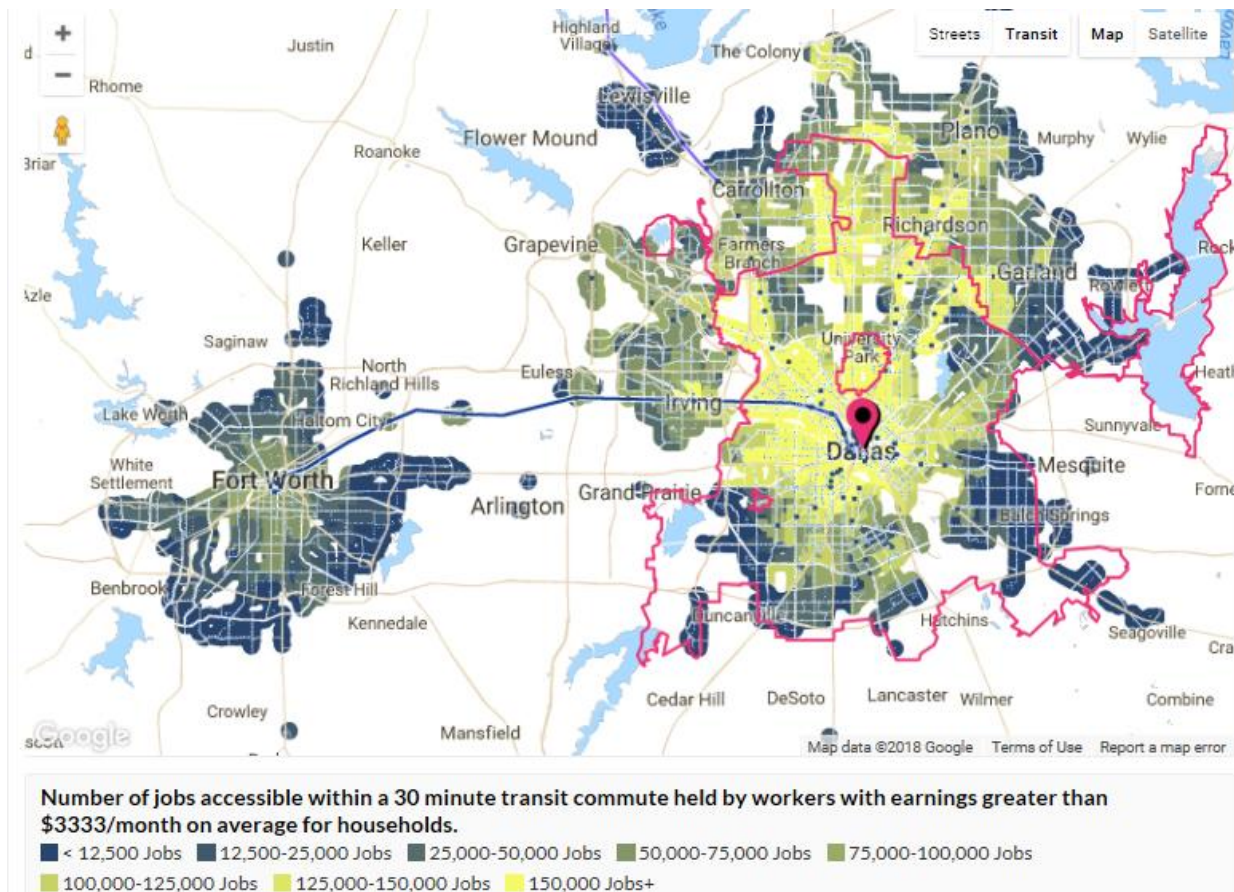 Highland
Village
Streets
Transit
Map
Satellite
Justin
The Colony
Rhome
Lewisville
Plano
Flower Mound
Murphy
Wylie
Briar
Roanoke
Carrollton
Richardson
Keller
Grapevine
Farmers
Branch
Garland
Rowlett
Azle
Saginaw
University
Park
North
Richland Hills
Euless
Heath
Irving
Lake Worth
Haltom City
Sunnyvale
Dallas
White
Settlement
Fort Worth
Grand Prairie
Mesquite
Arlington
Balch Springs
Benbrook
Forest Hill
Kennedale
Duncanville
Hutchins
Seagoville
Cedar Hill
DeSoto
Lancaster
Wilmer
Combine
Crowley
Mansfield
Google
Map data ©2018 Google
Terms of Use
Report a map error
Number of jobs accessible within a 30 minute transit commute held by workers with earnings greater than
$3333/month on average for households.
< 12,500 Jobs 12,500-25,000 Jobs 25,000-50,000 Jobs 50,000-75,000 Jobs 75,000-100,000 Jobs
100,000-125,000 Jobs 125,000-150,000 Jobs 150,000 Jobs+